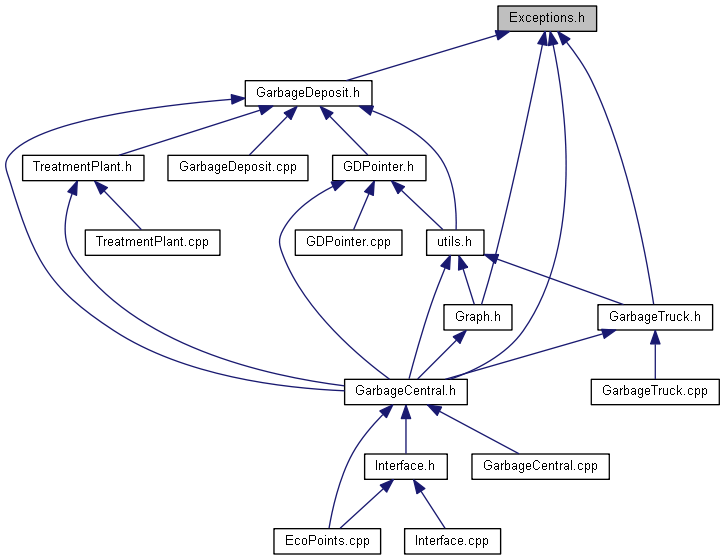 Exceptions.h
GarbageDeposit.h
TreatmentPlant.h
GarbageDeposit.cpp
GDPointer.h
TreatmentPlant.cpp
GDPointer.cpp
utils.h
Graph.h
GarbageTruck.h
GarbageCentral.h
GarbageTruck.cpp
Interface.h
GarbageCentral.cpp
EcoPoints.cpp
Interface.cpp